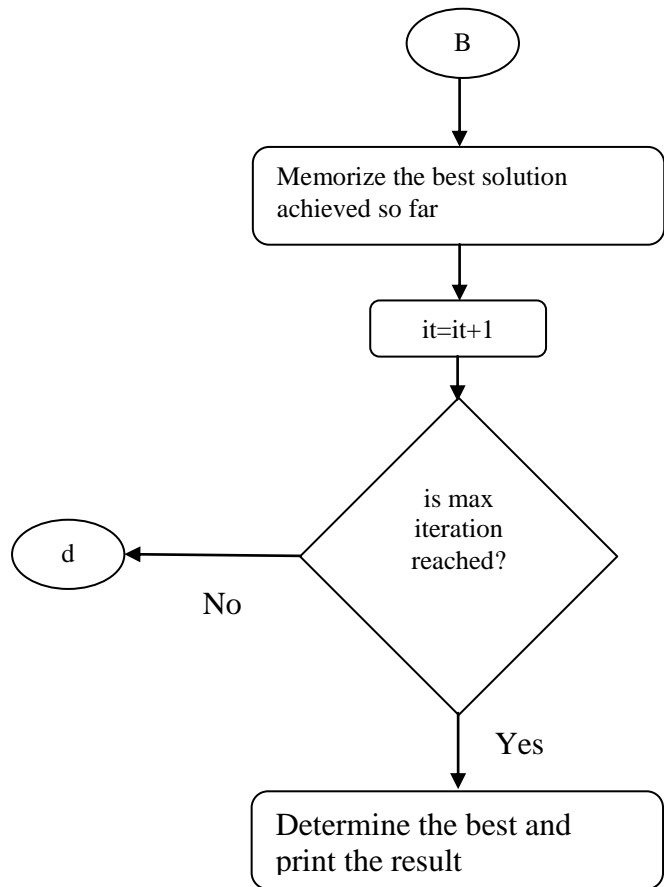 B
Memorize the best solution
achieved so far
it=it+1
is max
iteration
reached?
d
No
Yes
Determine the best and
print the result